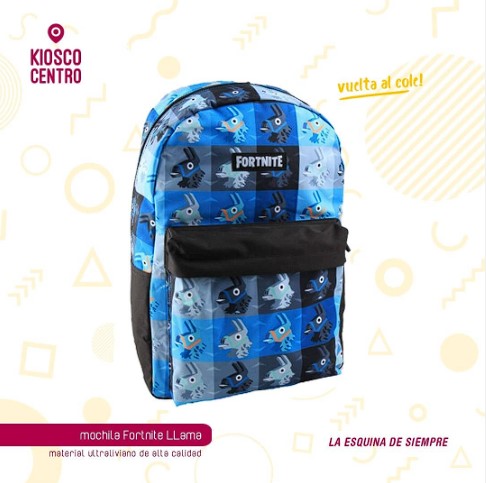 KIOSCO
CENTRO
vuelta al cole!
FORTNITE
mochila Fortnite LLama
material ultraliviano de alta calidad
LA ESQUINA DE SIEMPRE